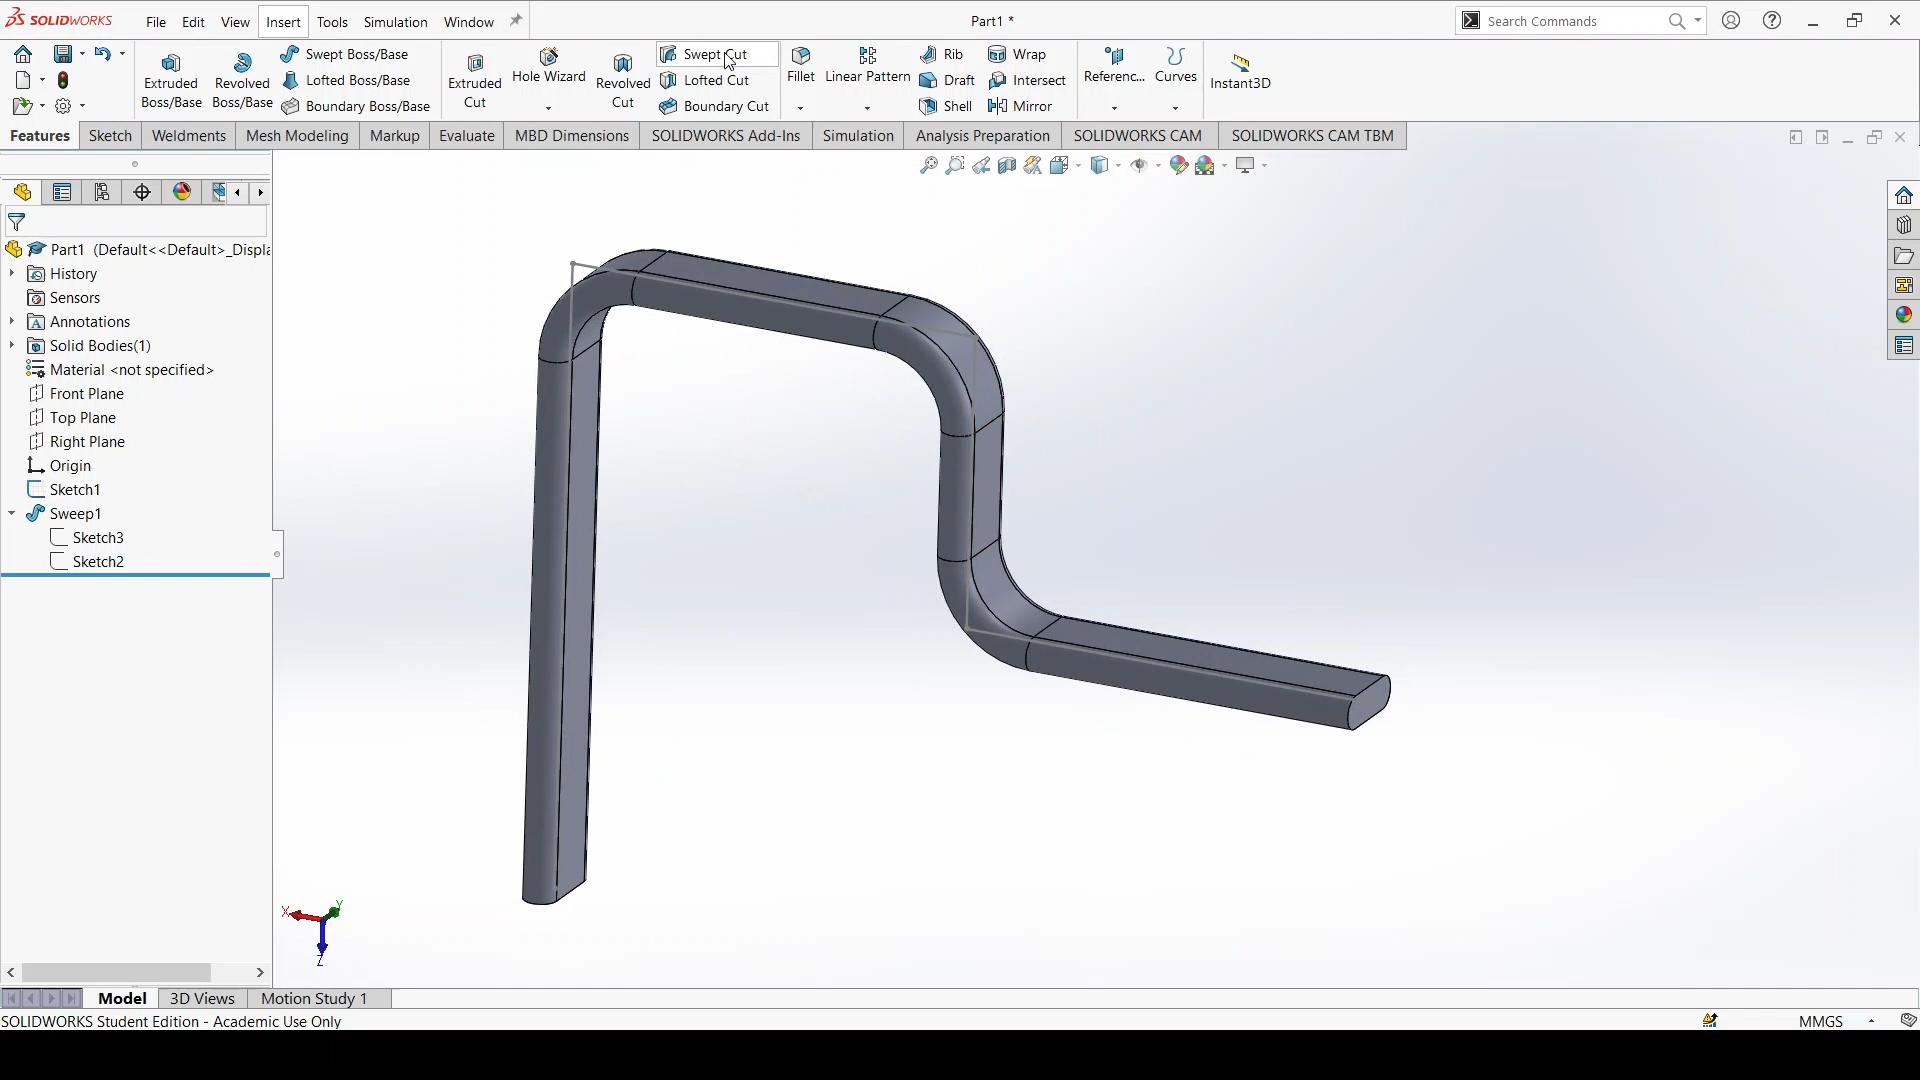 SOLIDWORKS File Edit View Insert Tools Simulation Window
Part1 *
Search Commands
Extruded Boss/Base
Revolved Boss/Base
Swept Boss/Base
Lofted Boss/Base
Boundary Boss/Base
Extruded Cut
Hole Wizard
Revolved Cut
Swept Cut
Lofted Cut
Boundary Cut
Fillet
Linear Pattern
Rib
Draft
Shell
Wrap
Intersect
Mirror
Referenc...
Curves
Instant3D
Features Sketch Weldments Mesh Modeling Markup Evaluate MBD Dimensions SOLIDWORKS Add-Ins Simulation Analysis Preparation SOLIDWORKS CAM SOLIDWORKS CAM TBM
Part1 (Default<<Default>_Displa
History
Sensors
Annotations
Solid Bodies(1)
Material <not specified>
Front Plane
Top Plane
Right Plane
Origin
Sketch1
Sweep1
Sketch3
Sketch2
X Y
Z
Model 3D Views Motion Study 1
SOLIDWORKS Student Edition - Academic Use Only
MMGS